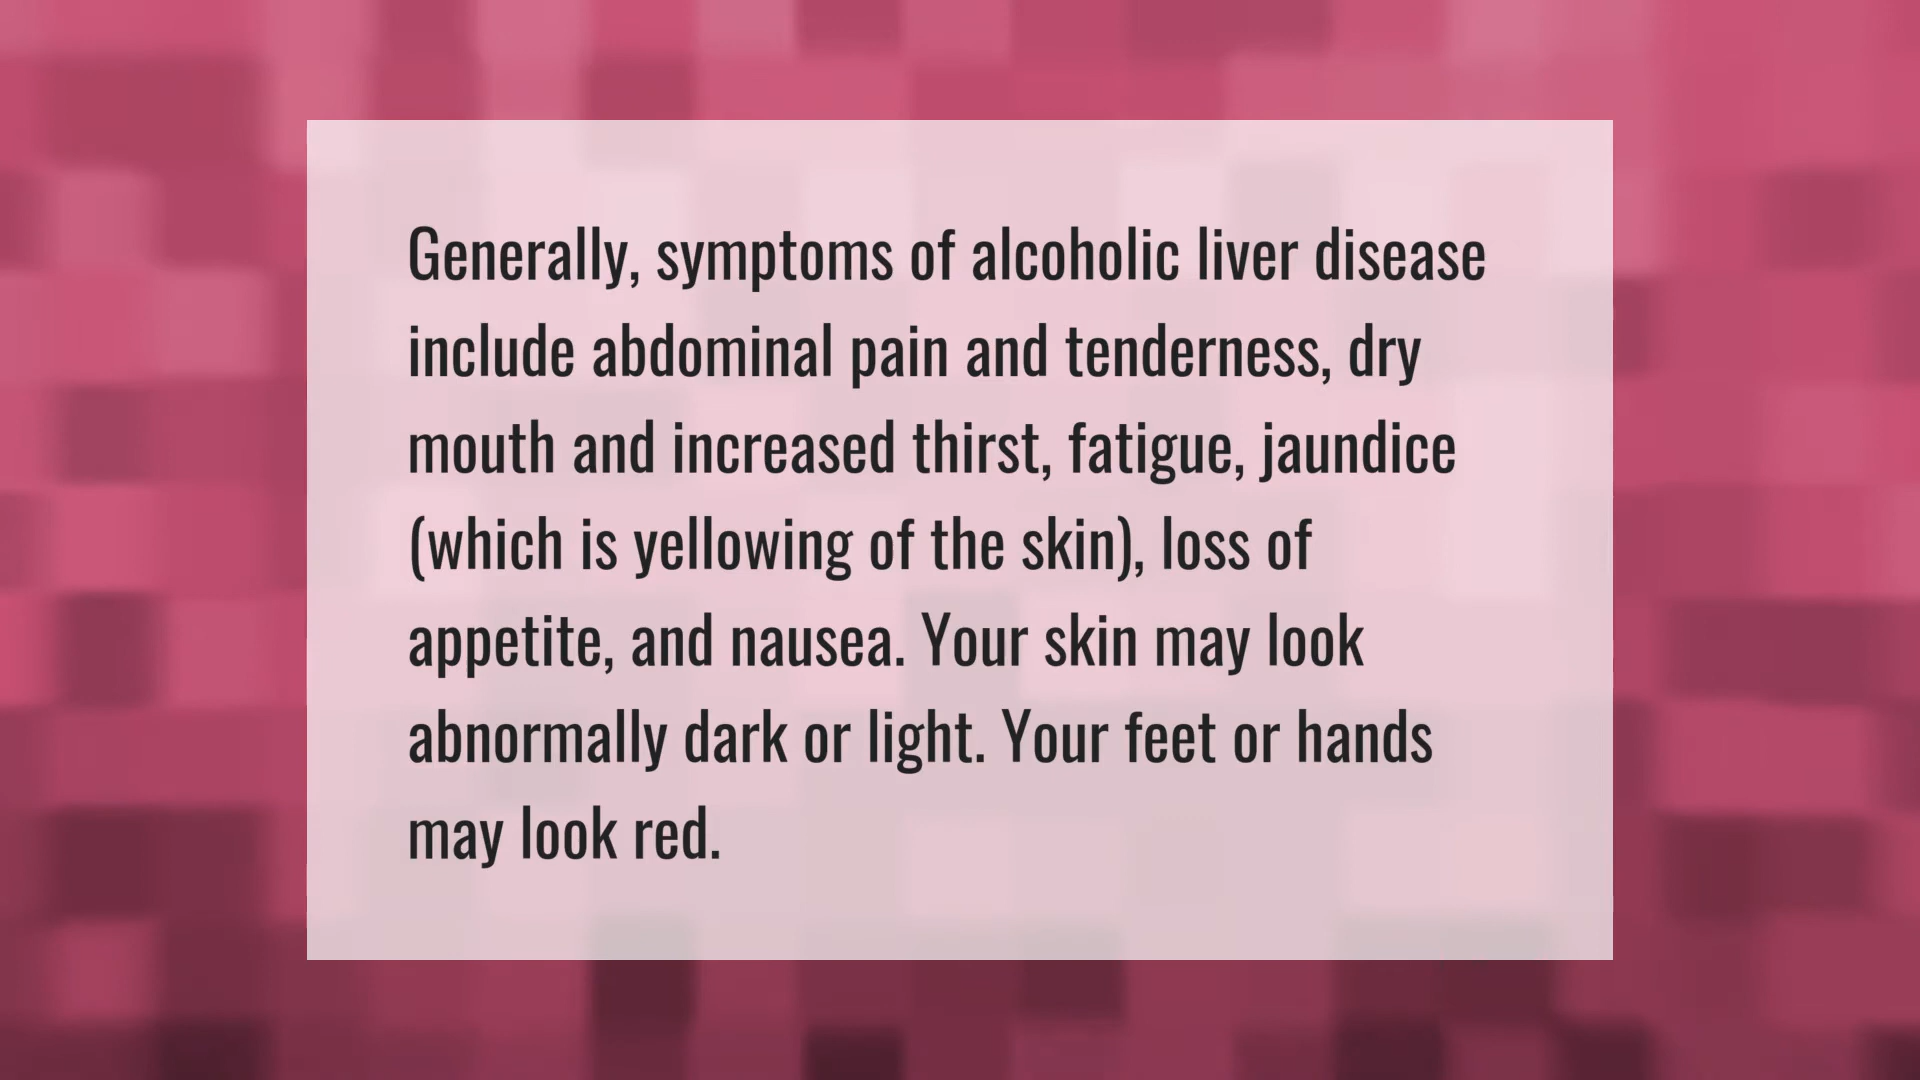 Generally, symptoms of alcoholic liver disease
include abdominal pain and tenderness, dry
mouth and increased thirst, fatigue, jaundice
(which is yellowing of the skin), loss of
appetite, and nausea. Your skin may look
abnormally dark or light. Your feet or hands
may look red.